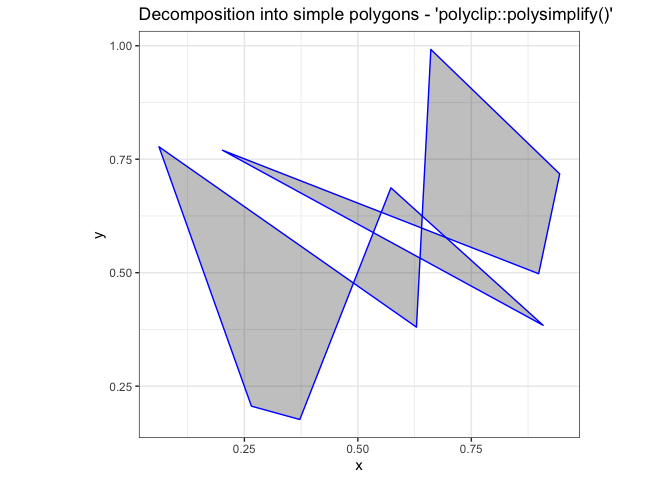 Decomposition into simple polygons - 'polyclip::polysimplify()'
1.00
0.75
0.50
0.25
y
0.25 0.50 0.75
x